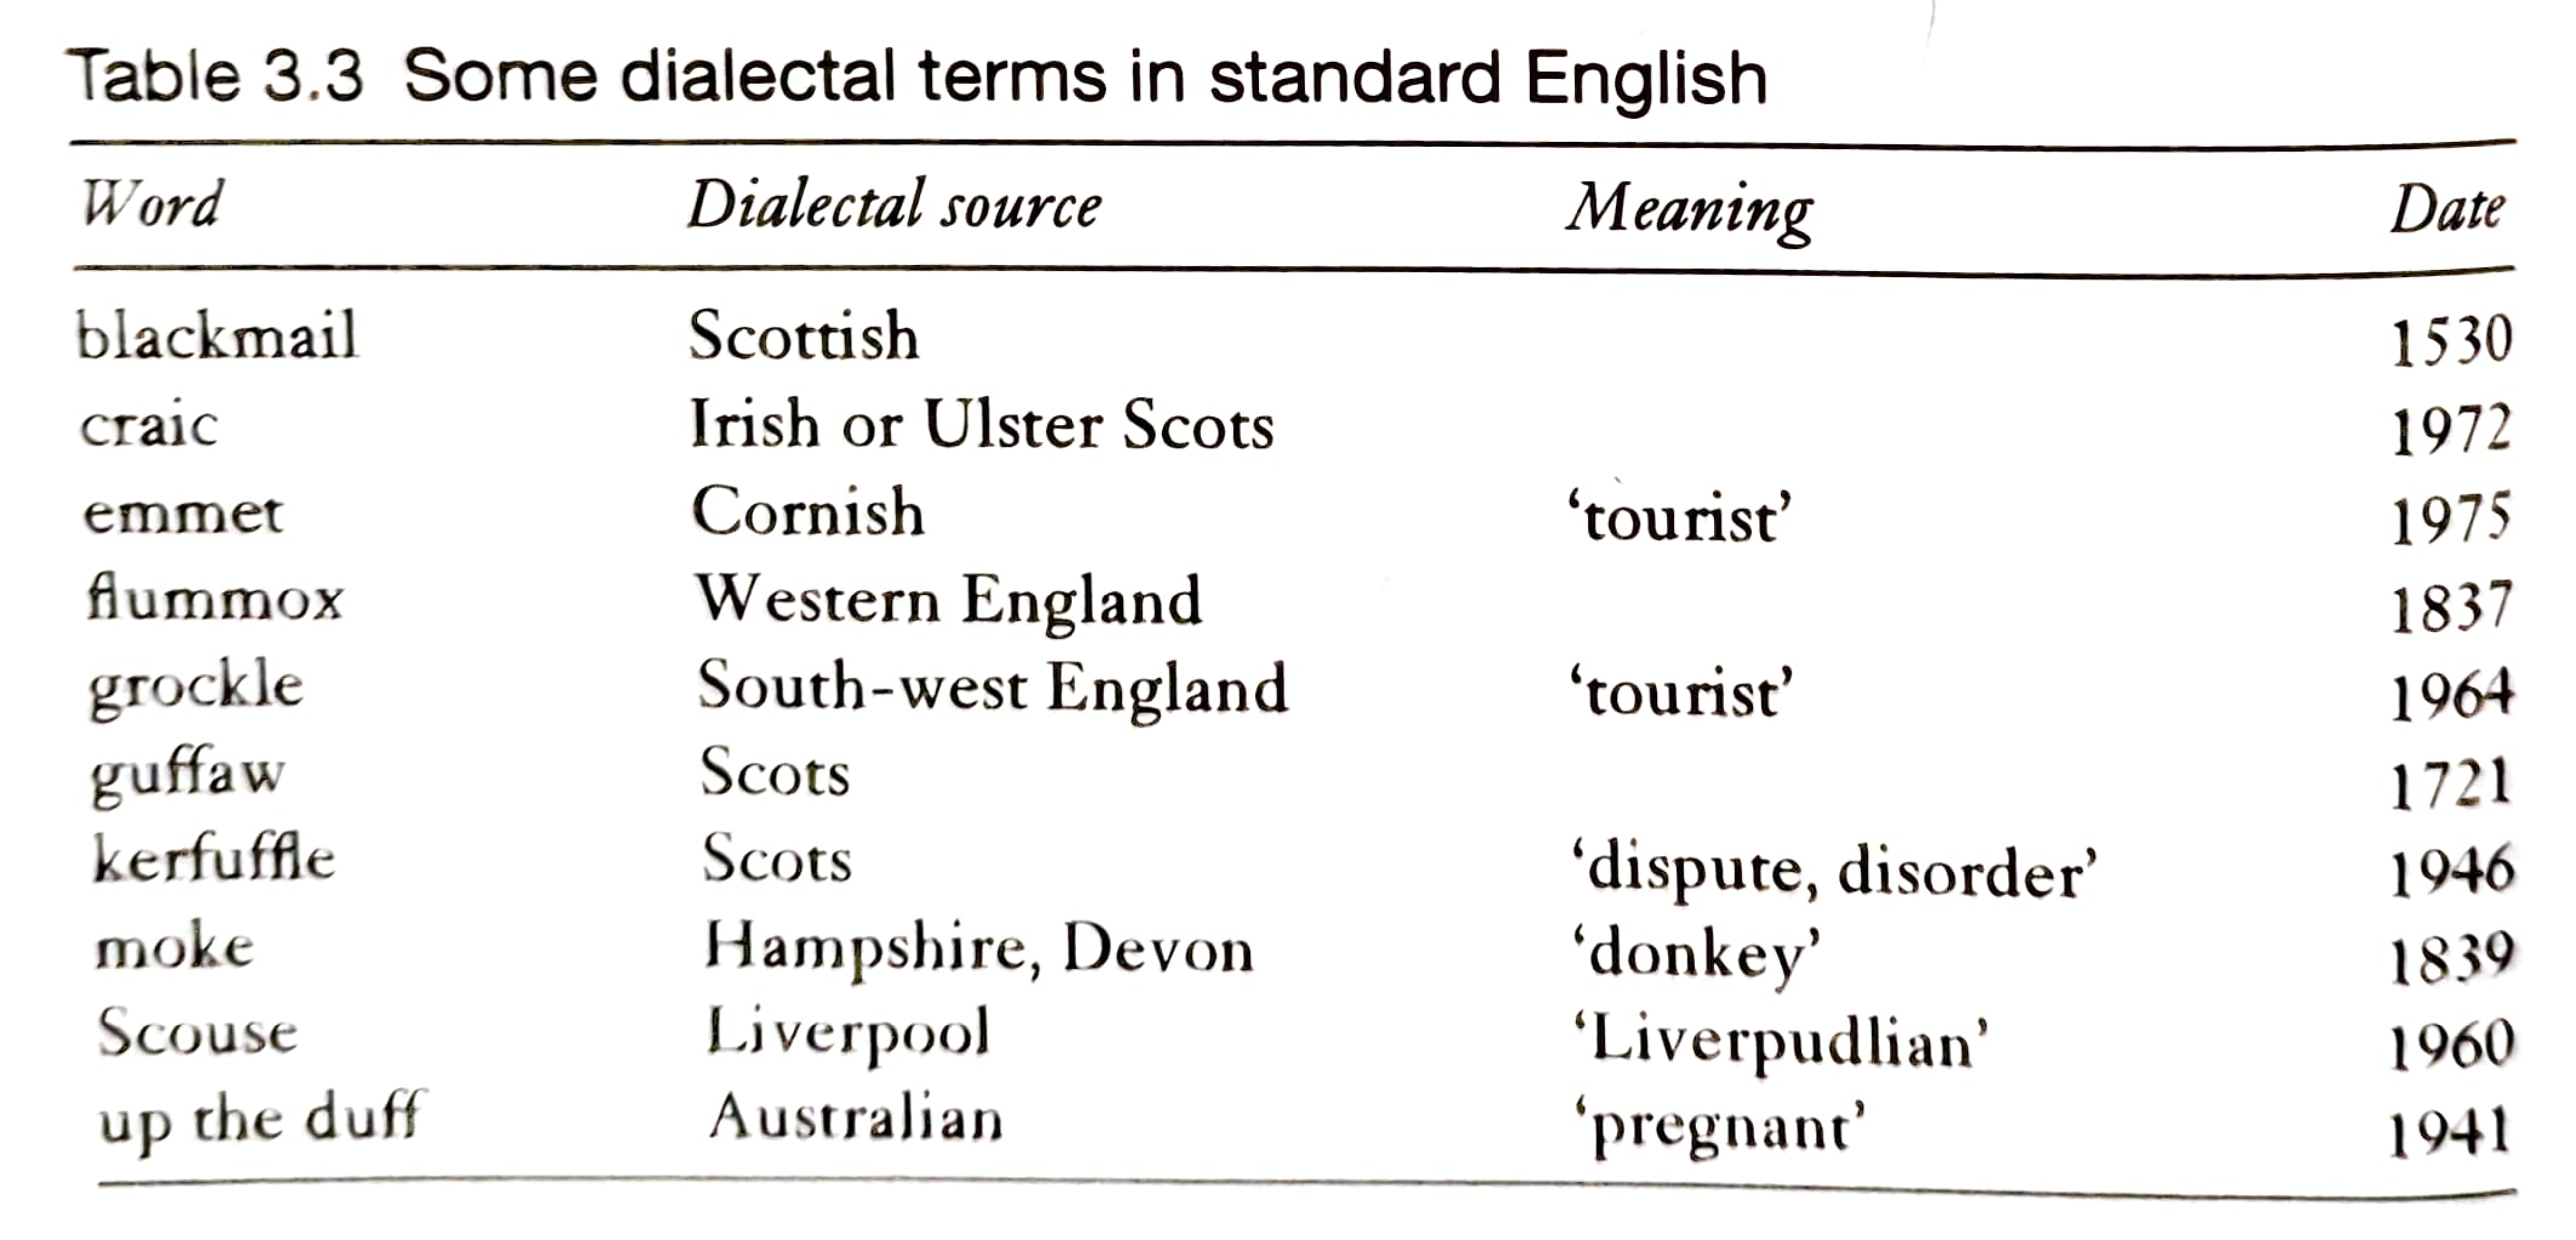 Table 3.3 Some dialectal terms in standard English
Word Dialectal source Meaning Date
blackmail Scottish 1530
craic Irish or Ulster Scots 1972
emmet Cornish ‘tourist’ 1975
flummox Western England 1837
grockle South-west England ‘tourist’ 1964
guffaw Scots 1721
kerfuffle Scots ‘dispute, disorder’ 1946
moke Hampshire, Devon ‘donkey’ 1839
Scouse Liverpool ‘Liverpudlian’ 1960
up the duff Australian ‘pregnant’ 1941